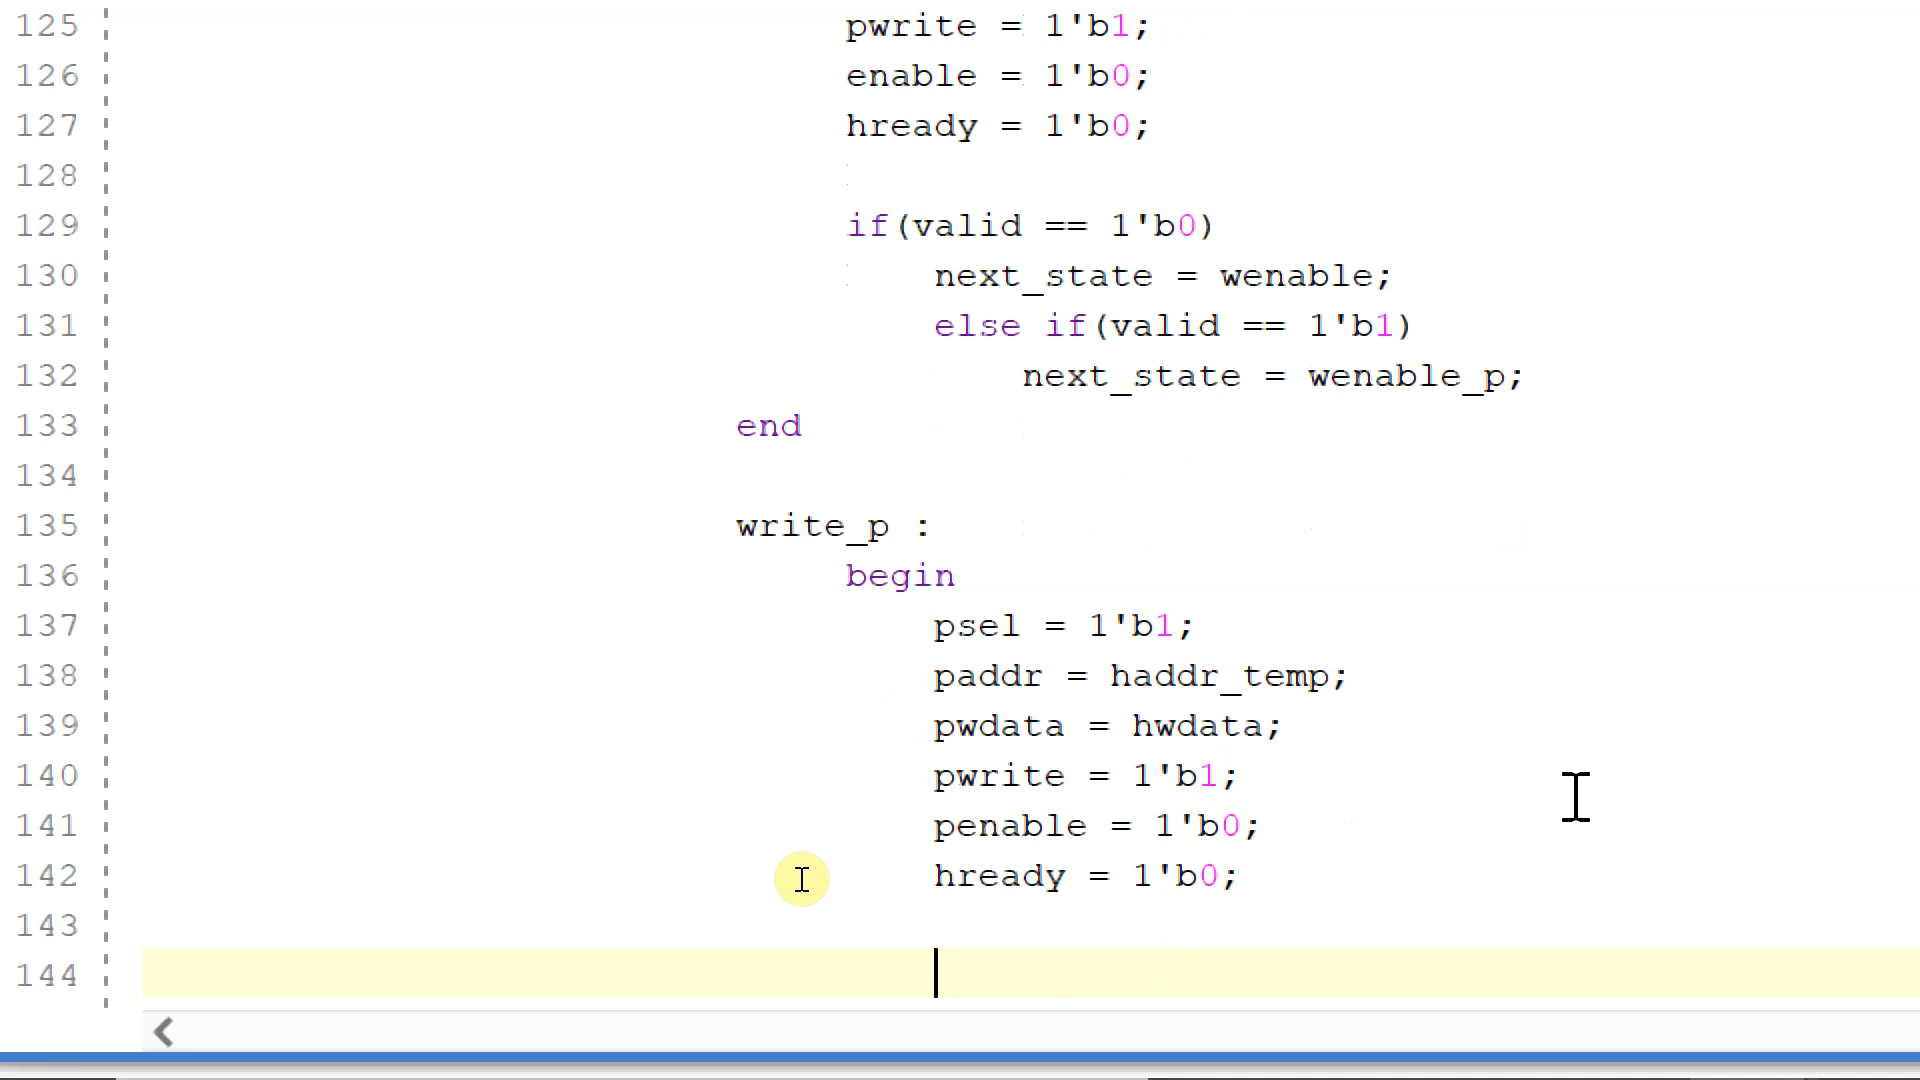 125 pwrite = 1'b1;
126 enable = 1'b0;
127 hready = 1'b0;
128
129 if(valid == 1'b0)
130 next_state = wenable;
131 else if(valid == 1'b1)
132 next_state = wenable_p;
133 end
134
135 write_p :
136 begin
137 psel = 1'b1;
138 paddr = haddr_temp;
139 pwdata = hwdata;
140 pwrite = 1'b1;
141 penable = 1'b0;
142 hready = 1'b0;
143
144